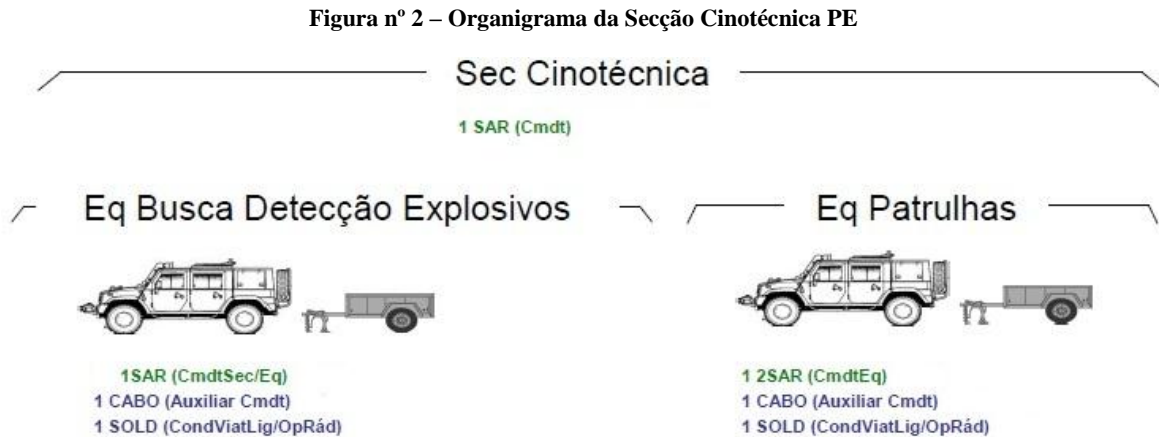 Figura nº 2 – Organigrama da Secção Cinotécnica PE
Sec Cinotécnica
1 SAR (Cmdt)
Eq Busca Detecção Explosivos
1SAR (CmdtSec/Eq)
1 CABO (Auxiliar Cmdt)
1 SOLD (CondViatLig/OpRád)
Eq Patrulhas
1 2SAR (CmdtEq)
1 CABO (Auxiliar Cmdt)
1 SOLD (CondViatLig/OpRád)